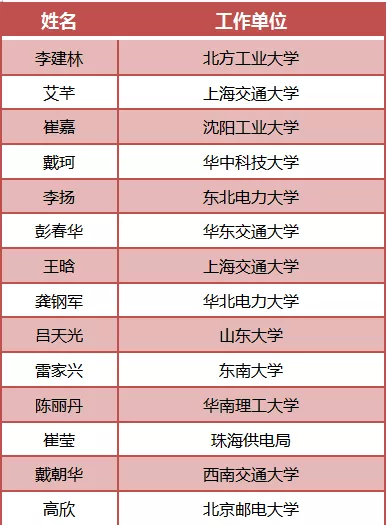 姓名 工作单位
李建林 北方工业大学
艾芊 上海交通大学
崔嘉 沈阳工业大学
戴珂 华中科技大学
李扬 东北电力大学
彭春华 华东交通大学
王晗 上海交通大学
龚钢军 华北电力大学
吕天光 山东大学
雷家兴 东南大学
陈丽丹 华南理工大学
崔莹 珠海供电局
戴朝华 西南交通大学
高欣 北京邮电大学